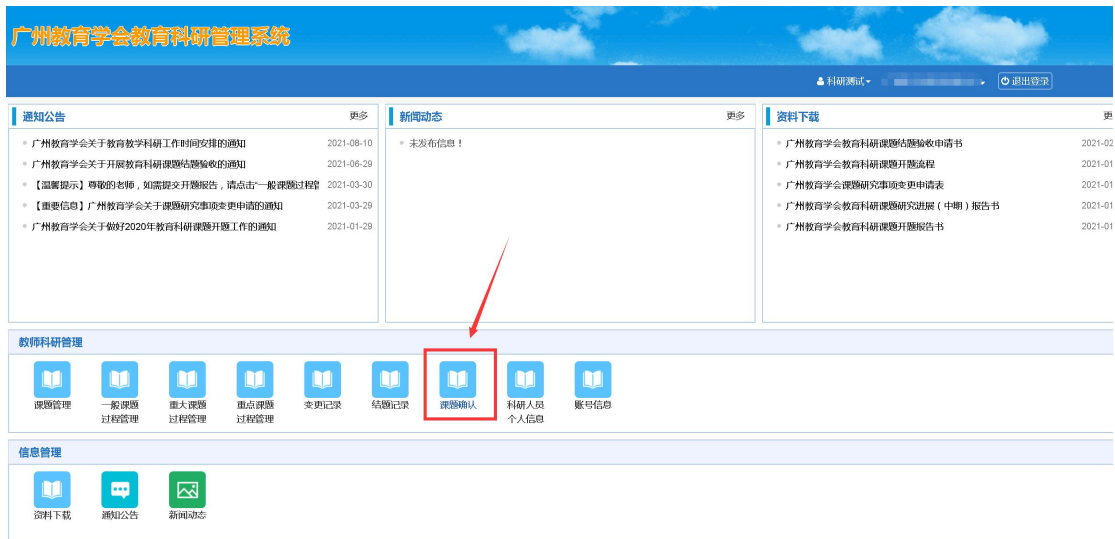 广州教育学会教育科研管理系统
科研测试
退出登录
通知公告 更多
广州教育学会关于教育教学科研工作时间安排的通知 2021-08-10
广州教育学会关于开展教育科研课题结题验收的通知 2021-06-29
【温馨提示】尊敬的老师，如需提交开题报告，请点击“一般课题过程管 2021-03-30
【重要信息】广州教育学会关于课题研究事项变更申请的通知 2021-03-29
广州教育学会关于做好2020年教育科研课题开题工作的通知 2021-01-29
新闻动态 更多
未发布信息！
资料下载 更
广州教育学会教育科研课题结题验收申请书 2021-02
广州教育学会教育科研课题开题流程 2021-01
广州教育学会课题研究事项变更申请表 2021-01
广州教育学会教育科研课题研究进展（中期）报告书 2021-01
广州教育学会教育科研课题开题报告书 2021-01
教师科研管理
课题管理
一般课题
过程管理
重大课题
过程管理
重点课题
过程管理
变更记录
结题记录
课题确认
科研人员
个人信息
账号信息
信息管理
资料下载
通知公告
新闻动态